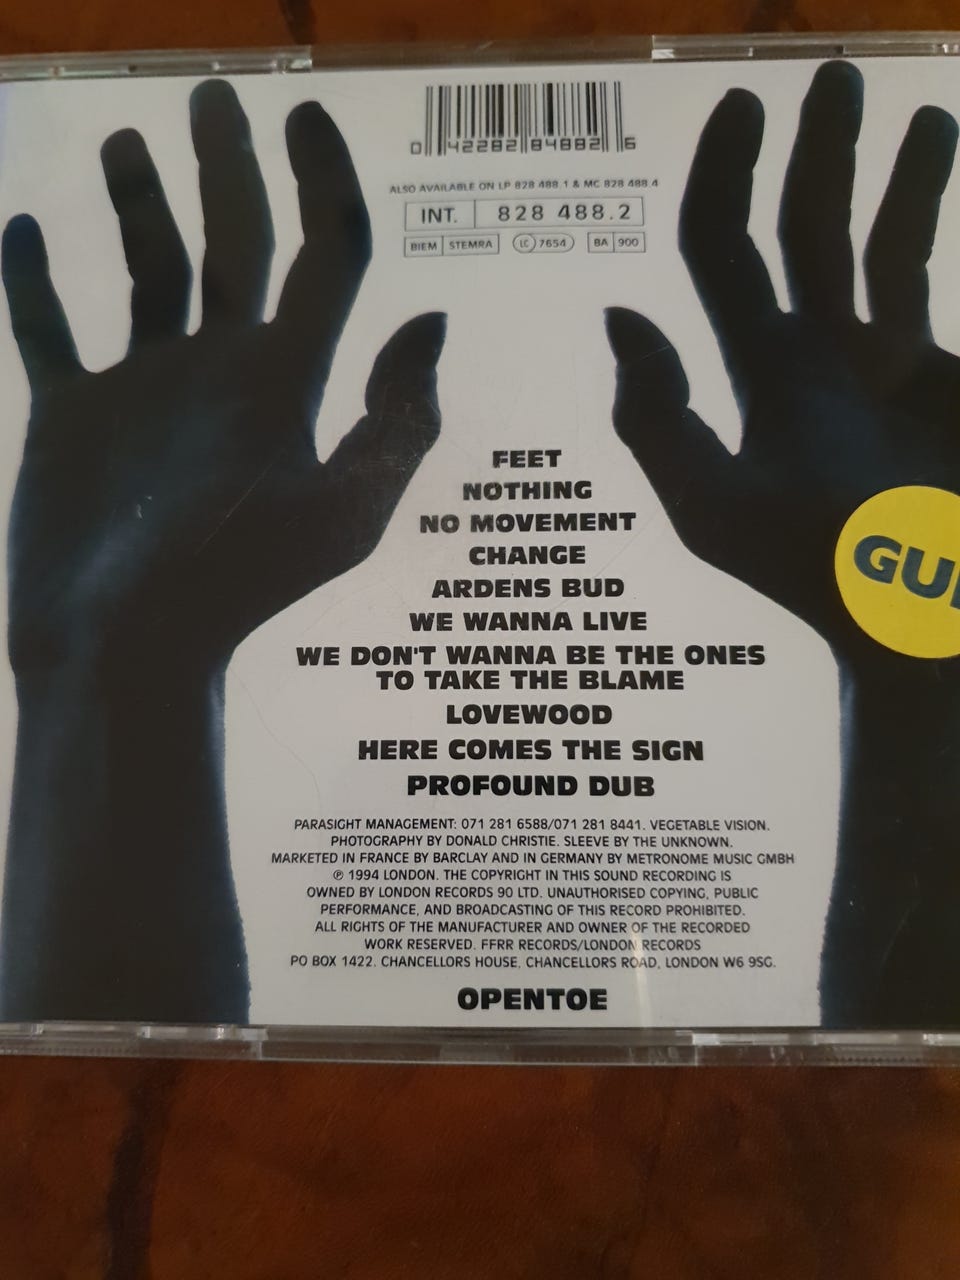 0 42282 84882 6
ALSO AVAILABLE ON LP 828 488.1 & MC 828 488.4
INT. 828 488.2
BIEM STEMRA LC 7654 BA 900
FEET
NOTHING
NO MOVEMENT
CHANGE
ARDENS BUD
WE WANNA LIVE
WE DON'T WANNA BE THE ONES
TO TAKE THE BLAME
LOVEWOOD
HERE COMES THE SIGN
PROFOUND DUB
PARASIGHT MANAGEMENT: 071 281 6588/071 281 8441. VEGETABLE VISION.
PHOTOGRAPHY BY DONALD CHRISTIE. SLEEVE BY THE UNKNOWN.
MARKETED IN FRANCE BY BARCLAY AND IN GERMANY BY METRONOME MUSIC GMBH
℗ 1994 LONDON. THE COPYRIGHT IN THIS SOUND RECORDING IS
OWNED BY LONDON RECORDS 90 LTD. UNAUTHORISED COPYING, PUBLIC
PERFORMANCE, AND BROADCASTING OF THIS RECORD PROHIBITED.
ALL RIGHTS OF THE MANUFACTURER AND OWNER OF THE RECORDED
WORK RESERVED. FFRR RECORDS/LONDON RECORDS
PO BOX 1422. CHANCELLORS HOUSE, CHANCELLORS ROAD, LONDON W6 9SG.
OPENTOE